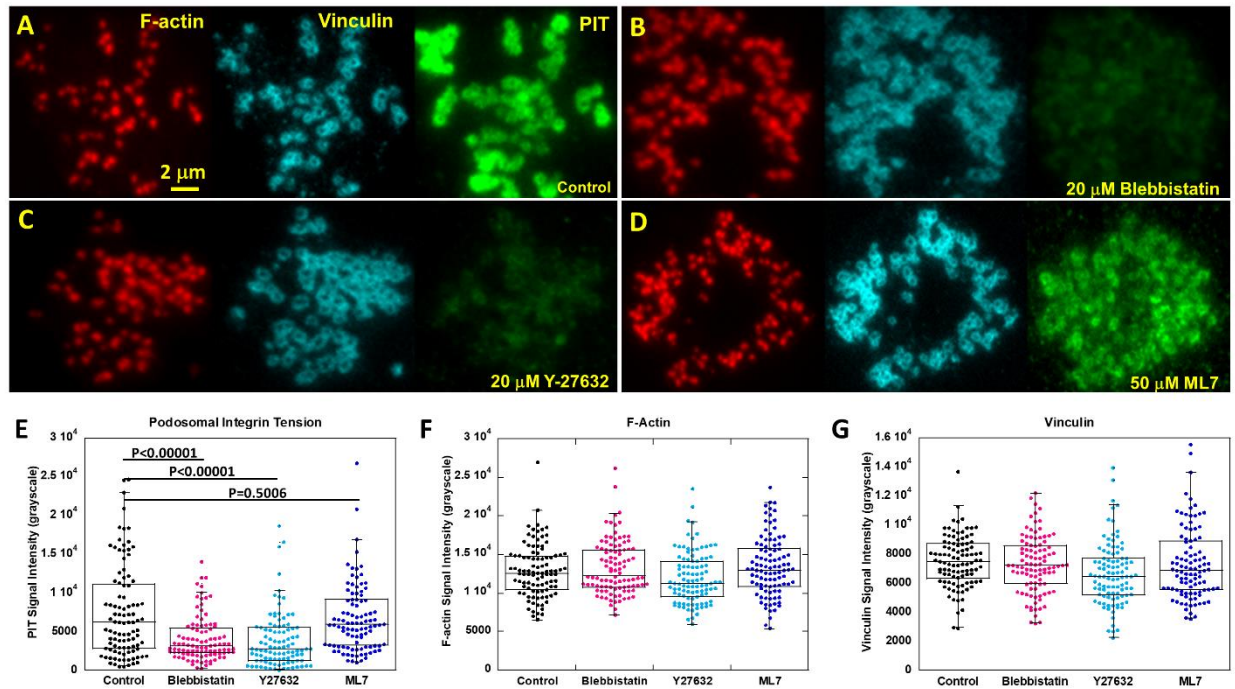 A F-actin Vinculin PIT
2 μm
Control
B
20 μM Blebbistatin
C
20 μM Y-27632
D
50 μM ML7
E Podosomal Integrin Tension
PIT Signal Intensity (grayscale)
3 10⁴
2.5 10⁴
2 10⁴
1.5 10⁴
1 10⁴
5000
0
P<0.00001
P<0.00001
P=0.5006
Control Blebbistatin Y27632 ML7
F F-Actin
F-actin Signal Intensity (grayscale)
3 10⁴
2.5 10⁴
2 10⁴
1.5 10⁴
1 10⁴
5000
0
Control Blebbistatin Y27632 ML7
G Vinculin
Vinculin Signal Intensity (grayscale)
1.6 10⁴
1.4 10⁴
1.2 10⁴
1 10⁴
8000
6000
4000
2000
0
Control Blebbistatin Y27632 ML7